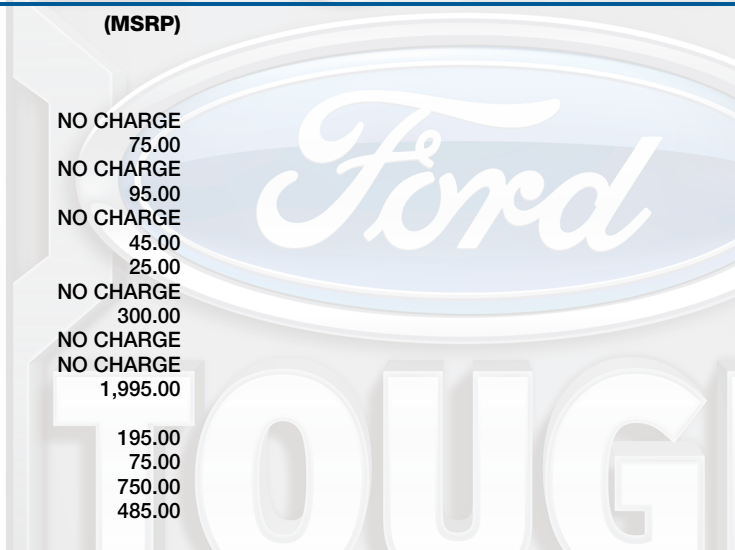 (MSRP)
NO CHARGE
75.00
NO CHARGE
95.00
NO CHARGE
45.00
25.00
NO CHARGE
300.00
NO CHARGE
NO CHARGE
1,995.00
195.00
75.00
750.00
485.00
Ford
TOUG